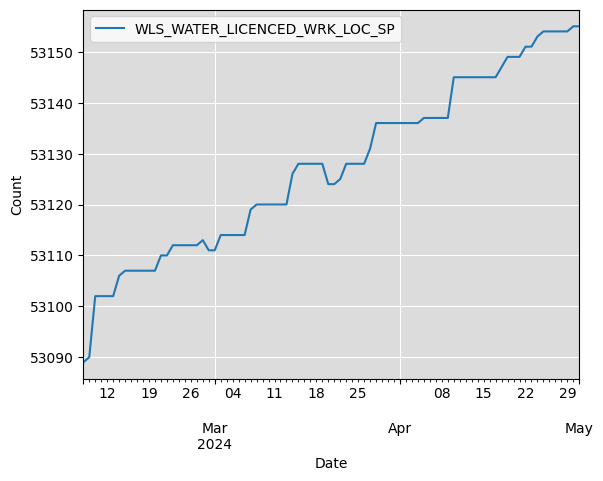 WLS_WATER_LICENCED_WRK_LOC_SP
53150
53140
53130
53120
53110
53100
53090
Count
12 19 26 04 11 18 25 08 15 22 29
Mar Apr May
2024
Date